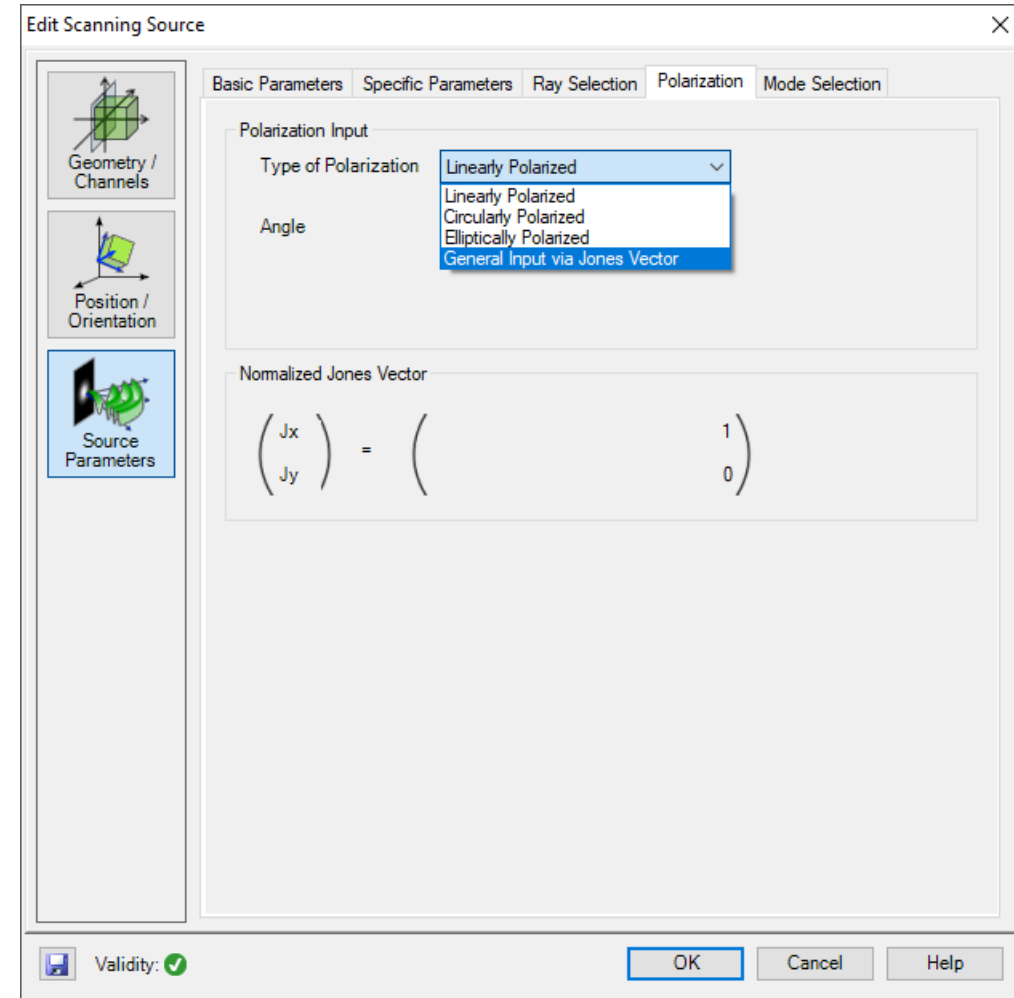 Edit Scanning Source
Geometry /
Channels
Position /
Orientation
Source
Parameters
Basic Parameters Specific Parameters Ray Selection Polarization Mode Selection
Polarization Input
Type of Polarization Linearly Polarized
Linearly Polarized
Circularly Polarized
Elliptically Polarized
General Input via Jones Vector
Angle
Normalized Jones Vector
Jx = 1
Jy 0
Validity: OK Cancel Help